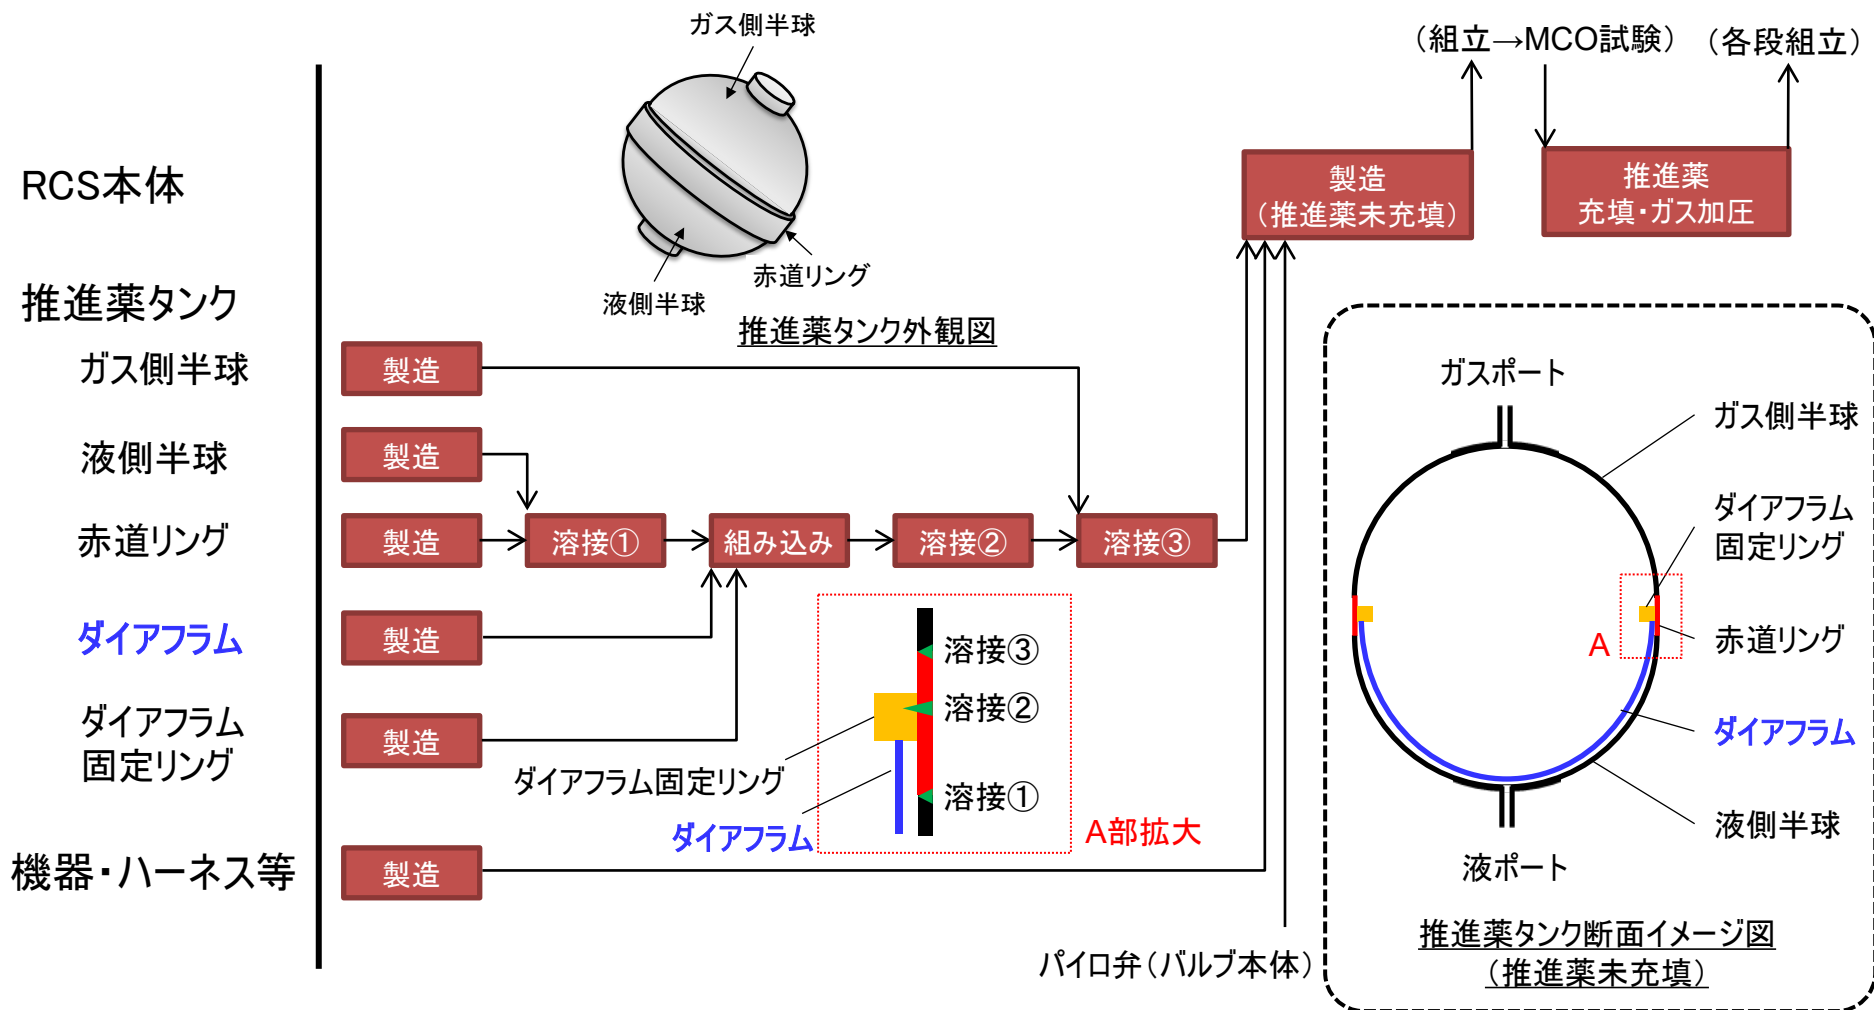 ガス側半球
(組立→MCO試験)
(各段組立)
RCS本体
製造
(推進薬未充填)
推進薬
充填・ガス加圧
赤道リング
液側半球
推進薬タンク外観図
推進薬タンク
ガス側半球
製造
液側半球
製造
赤道リング
製造
溶接①
組み込み
溶接②
溶接③
ダイアフラム
製造
ダイアフラム
固定リング
製造
機器・ハーネス等
製造
溶接③
溶接②
溶接①
ダイアフラム固定リング
ダイアフラム
A部拡大
パイロ弁(バルブ本体)
ガスポート
ガス側半球
ダイアフラム
固定リング
A
赤道リング
ダイアフラム
液側半球
液ポート
推進薬タンク断面イメージ図
(推進薬未充填)